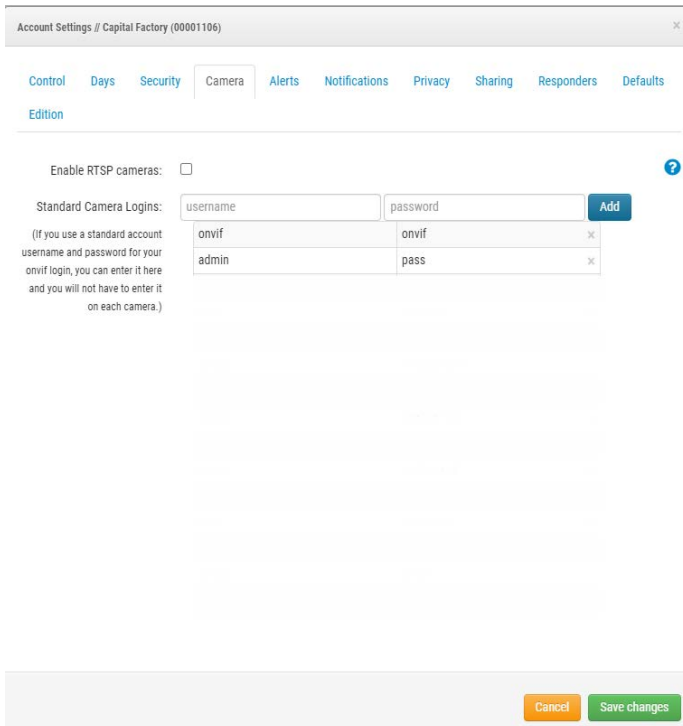 Account Settings // Capital Factory (00001106) ×
Control Days Security Camera Alerts Notifications Privacy Sharing Responders Defaults
Edition
Enable RTSP cameras: ?
Standard Camera Logins: username password Add
(If you use a standard account
username and password for your
onvif login, you can enter it here
and you will not have to enter it
on each camera.)
onvif onvif ×
admin pass ×
Cancel Save changes